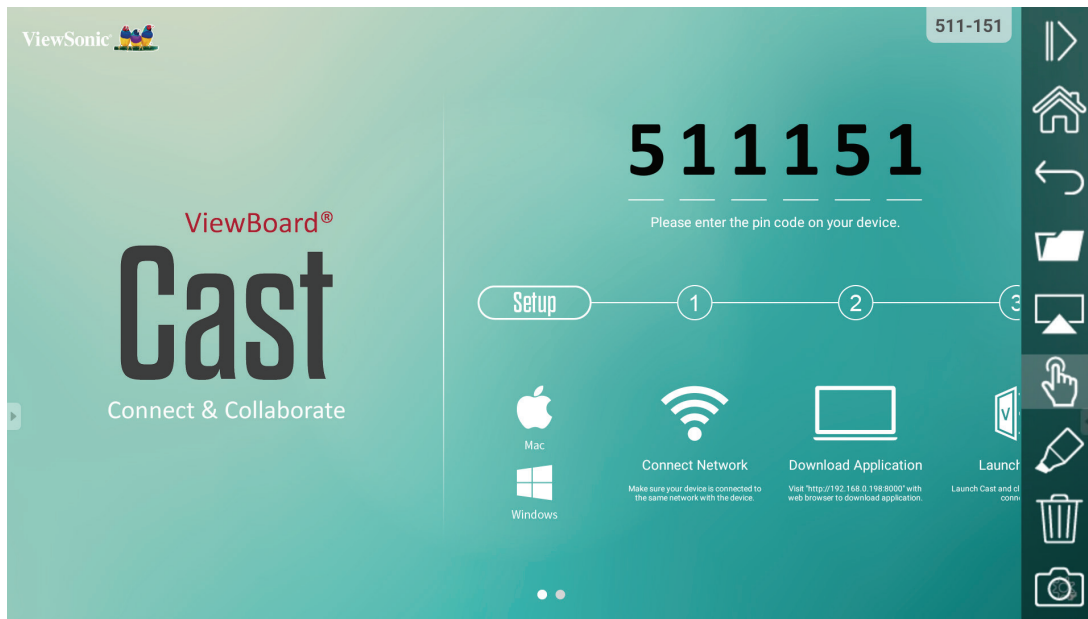 ViewSonic
511-151
511151
Please enter the pin code on your device.
ViewBoard®
Cast
Connect & Collaborate
Setup
1
2
3
Mac
Windows
Connect Network
Make sure your device is connected to
the same network with the device.
Download Application
Visit "http://192.168.0.198:8000" with
web browser to download application.
V
Launch
Launch Cast and cl
conn